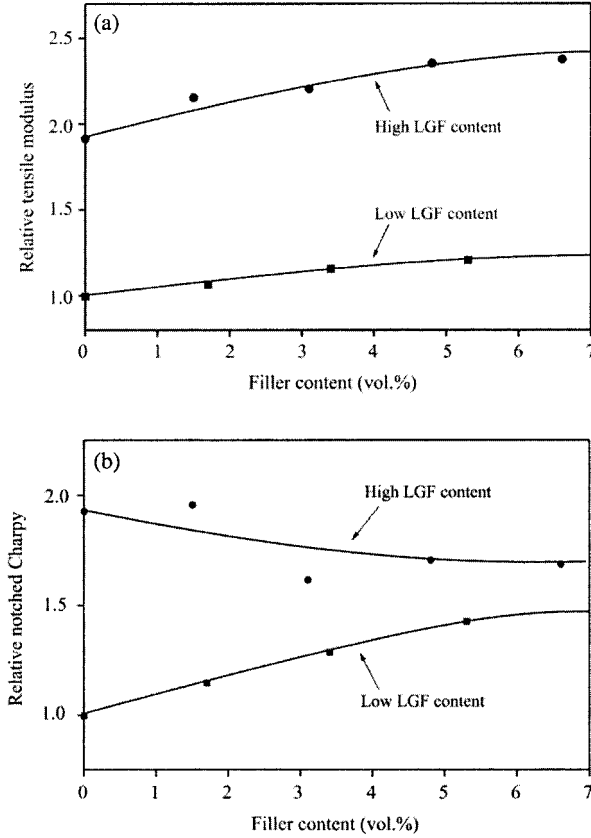 (a)
2.5
2.0
1.5
1.0
Relative tensile modulus
High LGF content
Low LGF content
0 1 2 3 4 5 6 7
Filler content (vol.%)
(b)
2.0
1.5
1.0
Relative notched Charpy
High LGF content
Low LGF content
0 1 2 3 4 5 6 7
Filler content (vol.%)